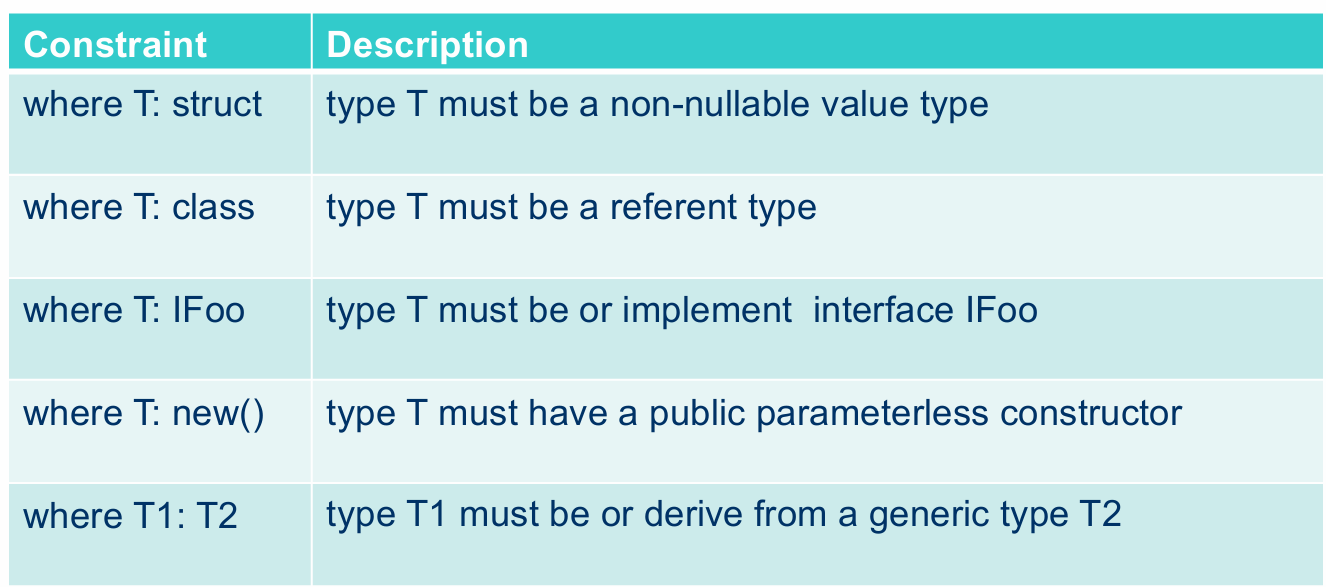 Constraint Description
where T: struct type T must be a non-nullable value type
where T: class type T must be a referent type
where T: IFoo type T must be or implement  interface IFoo
where T: new() type T must have a public parameterless constructor
where T1: T2 type T1 must be or derive from a generic type T2